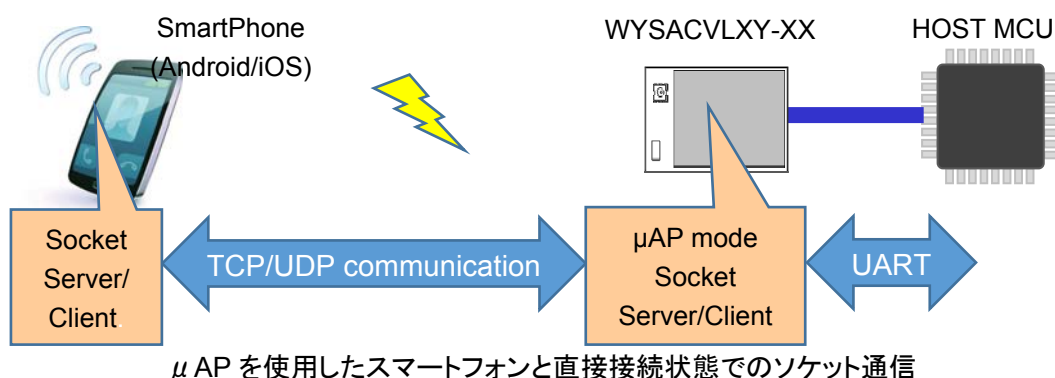 SmartPhone
(Android/iOS)
WYSACVLXY-XX
HOST MCU
Socket
Server/
Client.
TCP/UDP communication
μAP mode
Socket
Server/Client
UART
μAP を使用したスマートフォンと直接接続状態でのソケット通信